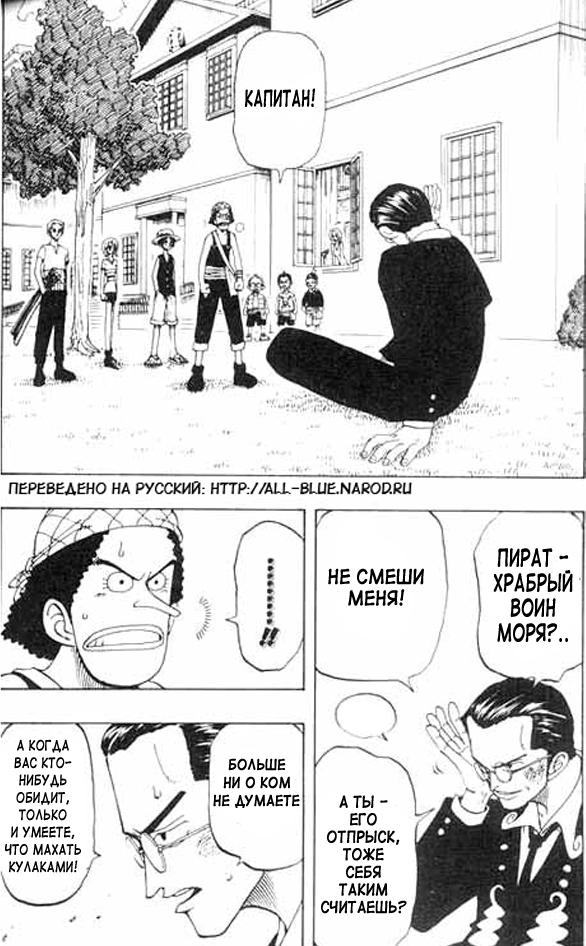 КАПИТАН!
ПЕРЕВЕДЕНО НА РУССКИЙ: HTTP://ALL-BLUE.NAROD.RU
ПИРАТ -
ХРАБРЫЙ
ВОИН
МОРЯ?..
НЕ СМЕШИ
МЕНЯ!
А ТЫ -
ЕГО
ОТПРЫСК,
ТОЖЕ
СЕБЯ
ТАКИМ
СЧИТАЕШЬ?
.........!!
БОЛЬШЕ
НИ О КОМ
НЕ ДУМАЕТЕ
А КОГДА
ВАС КТО-
НИБУДЬ
ОБИДИТ,
ТОЛЬКО
И УМЕЕТЕ,
ЧТО МАХАТЬ
КУЛАКАМИ!